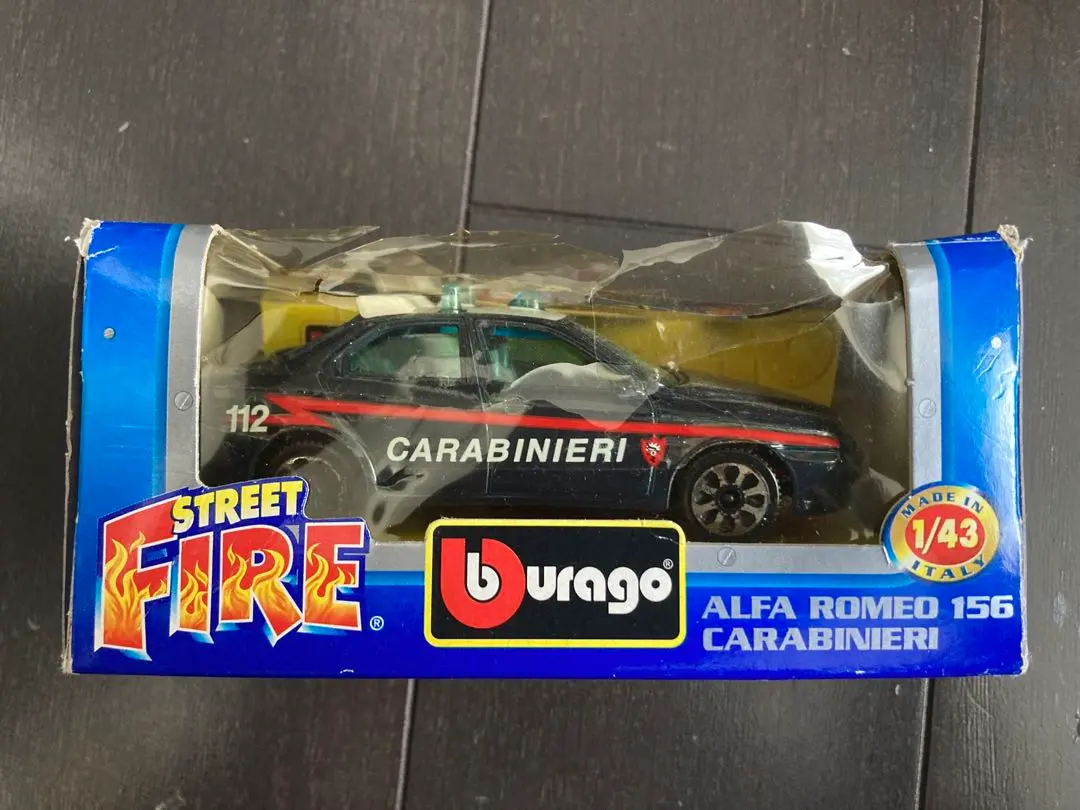 112
CARABINIERI
STREET
FIRE®
burago®
MADE IN
1/43
ITALY
ALFA ROMEO 156
CARABINIERI